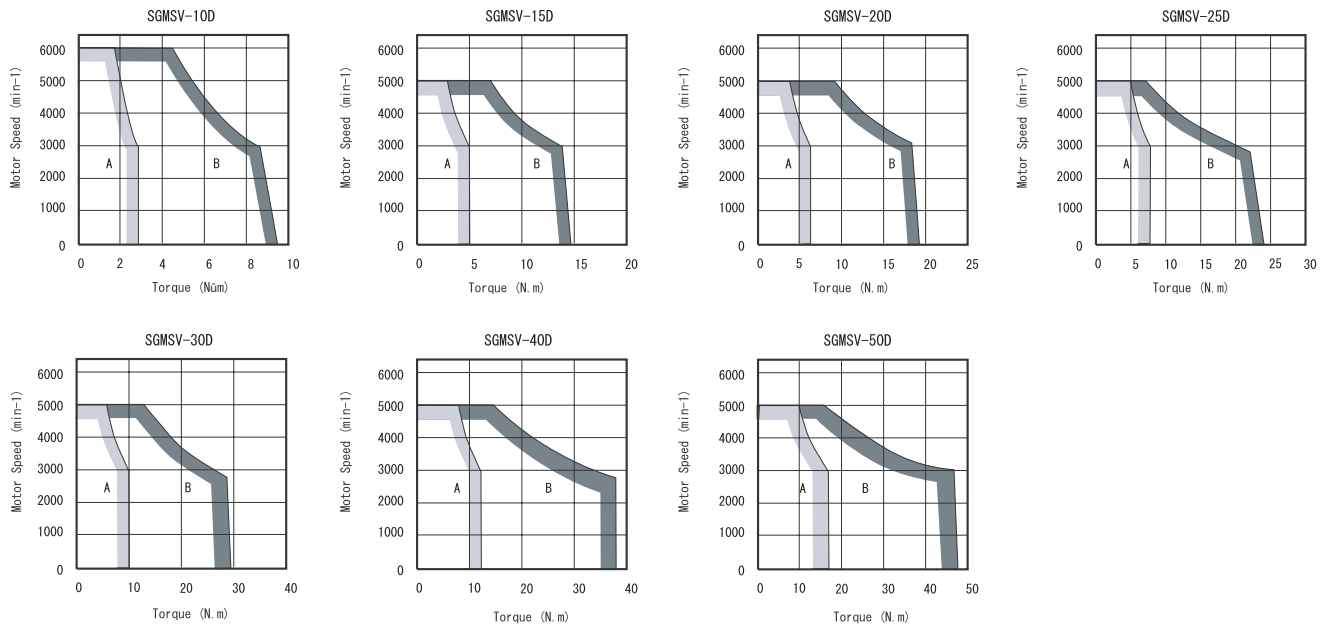 SGMSV-10D
Motor Speed (min-1)
6000
5000
4000
3000
2000
1000
0
A
B
0 2 4 6 8 10
Torque (Nûm)
SGMSV-15D
Motor Speed (min-1)
6000
5000
4000
3000
2000
1000
0
A
B
0 5 10 15 20
Torque (N.m)
SGMSV-20D
Motor Speed (min-1)
6000
5000
4000
3000
2000
1000
0
A
B
0 5 10 15 20 25
Torque (N.m)
SGMSV-25D
Motor Speed (min-1)
6000
5000
4000
3000
2000
1000
0
A
B
0 5 10 15 20 25 30
Torque (N.m)
SGMSV-30D
Motor Speed (min-1)
6000
5000
4000
3000
2000
1000
0
A
B
0 10 20 30 40
Torque (N.m)
SGMSV-40D
Motor Speed (min-1)
6000
5000
4000
3000
2000
1000
0
A
B
0 10 20 30 40
Torque (N.m)
SGMSV-50D
Motor Speed (min-1)
6000
5000
4000
3000
2000
1000
0
A
B
0 10 20 30 40 50
Torque (N.m)